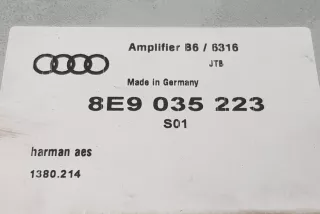 Amplifier B6 / 6316
JTB
Made in Germany
8E9 035 223
S01
harman aes
1380.214